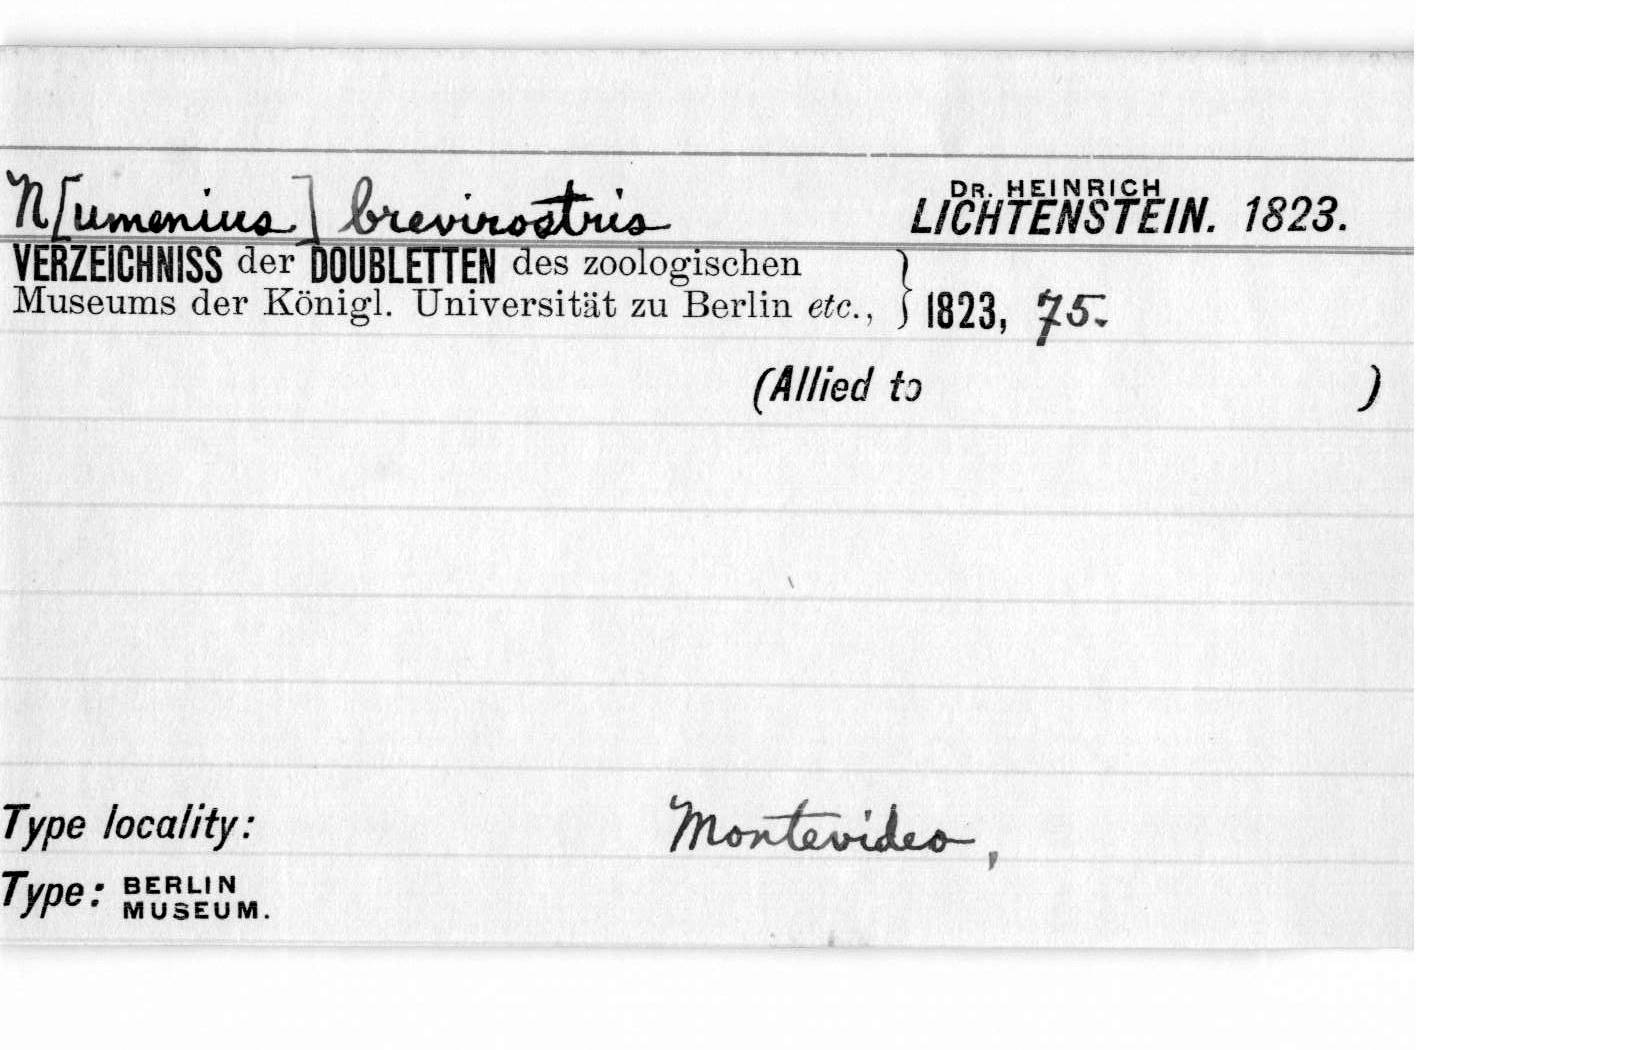 N[umenius] brevirostris DR. HEINRICH LICHTENSTEIN. 1823.
VERZEICHNISS der DOUBLETTEN des zoologischen
Museums der Königl. Universität zu Berlin etc., } 1823, 75.
(Allied to )
Type locality: Montevideo,
Type: BERLIN MUSEUM.